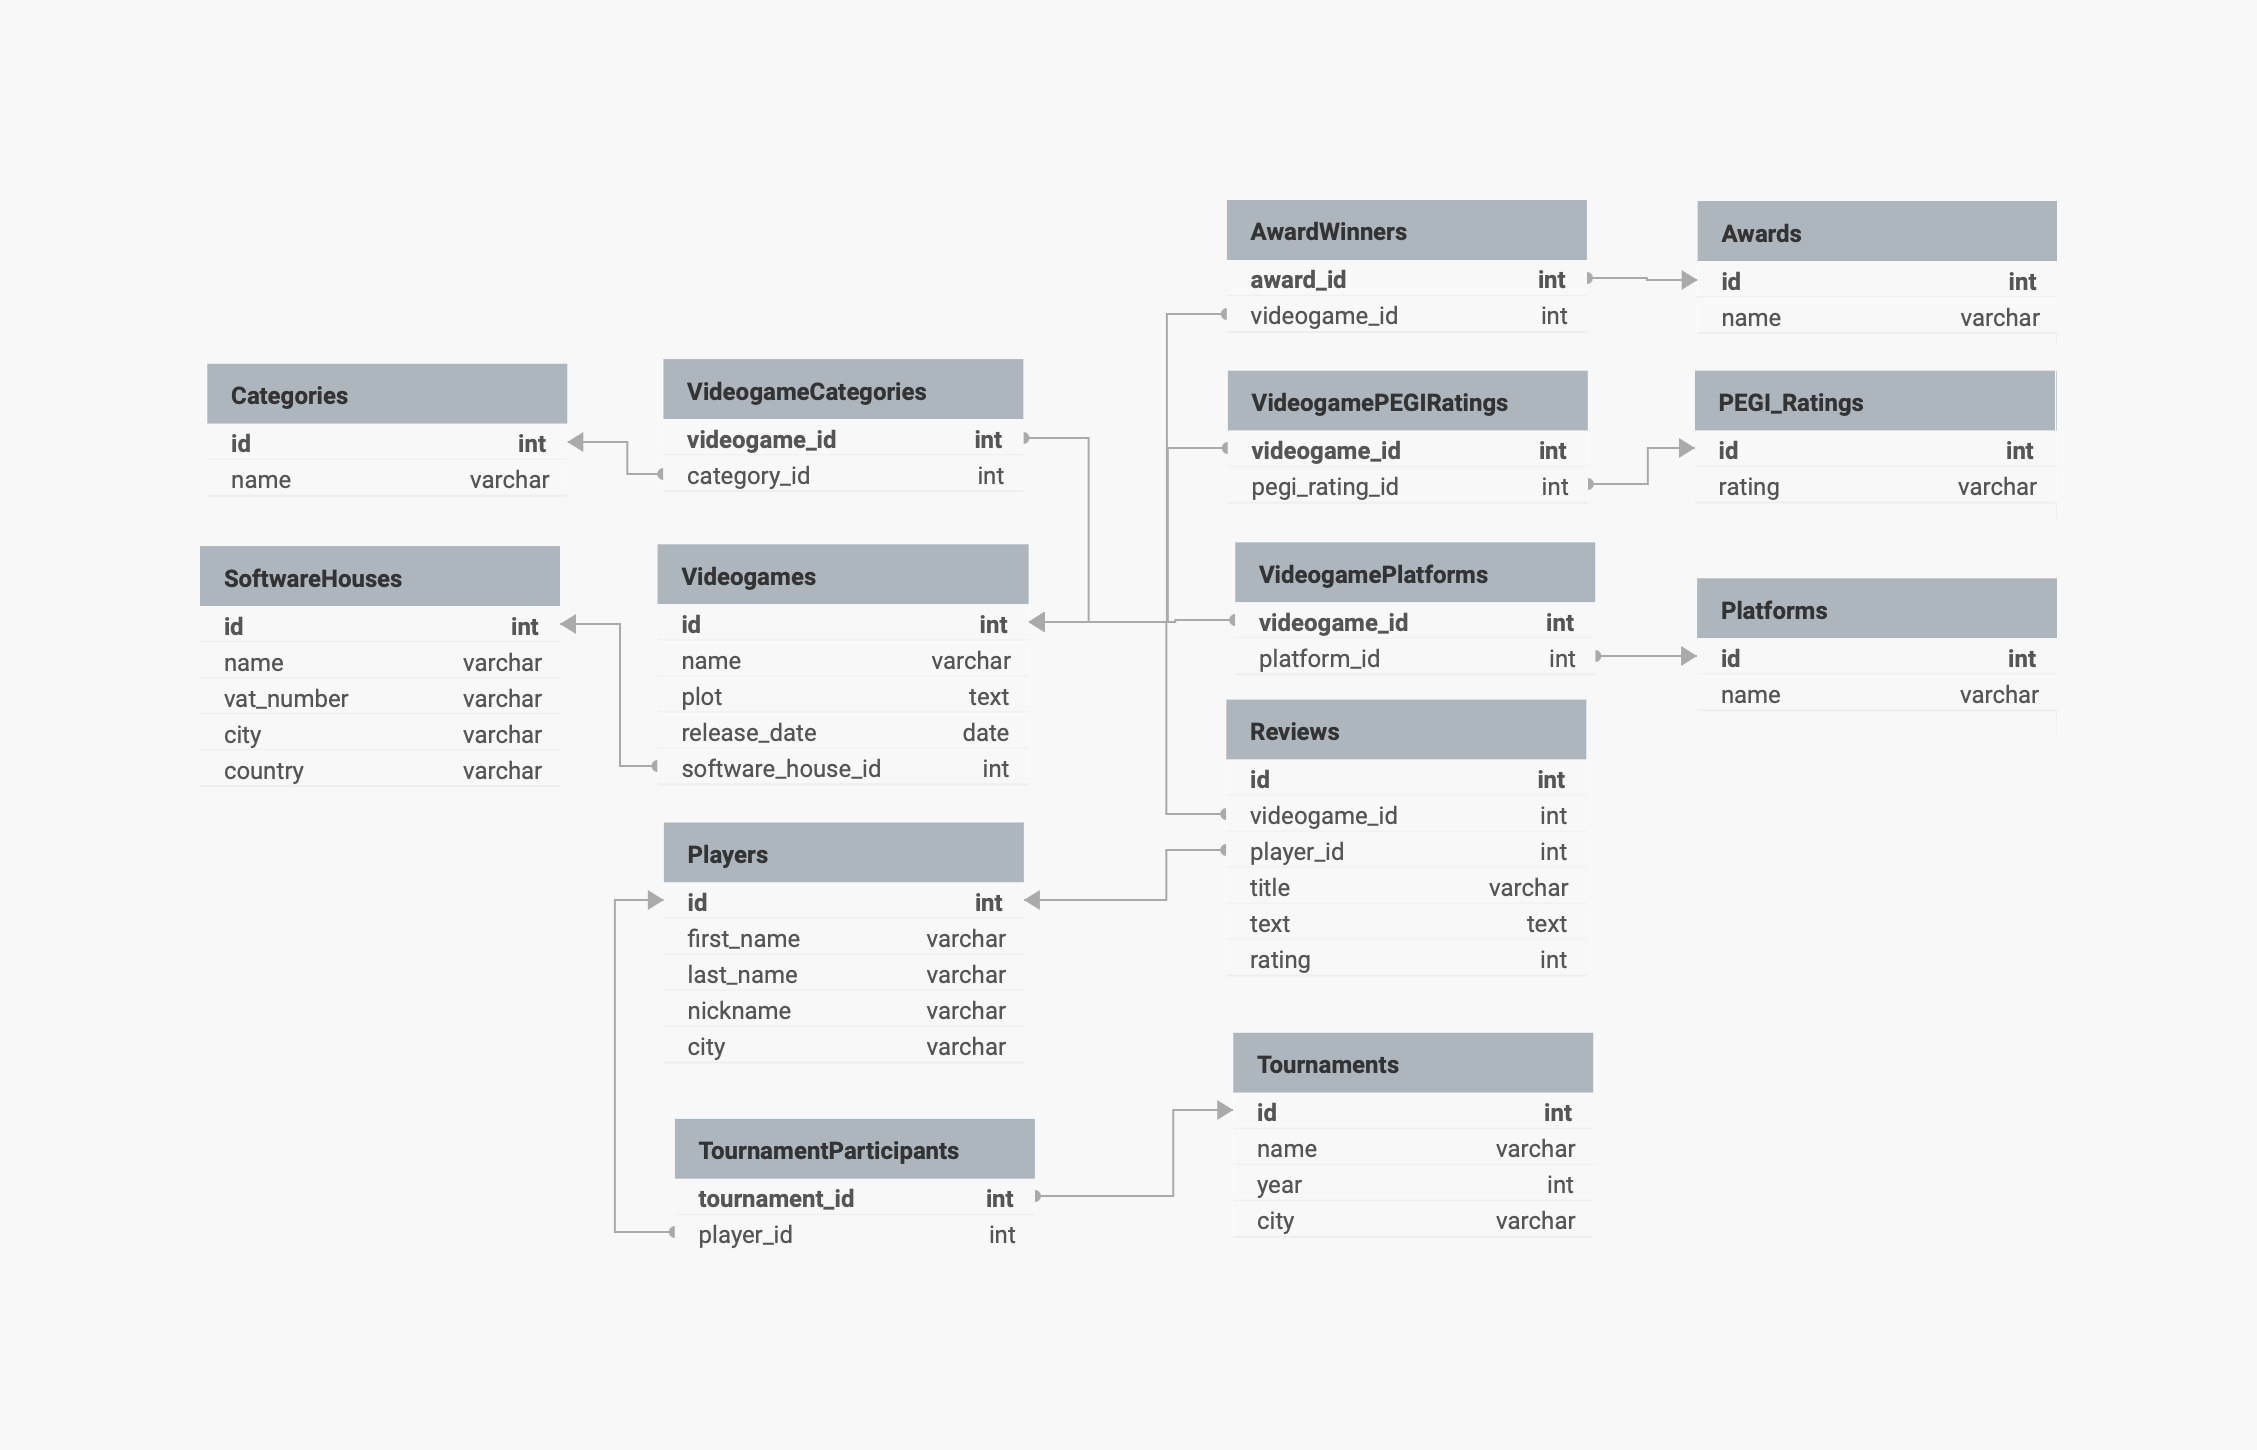 Categories
id int
name varchar
SoftwareHouses
id int
name varchar
vat_number varchar
city varchar
country varchar
VideogameCategories
videogame_id int
category_id int
Videogames
id int
name varchar
plot text
release_date date
software_house_id int
Players
id int
first_name varchar
last_name varchar
nickname varchar
city varchar
TournamentParticipants
tournament_id int
player_id int
AwardWinners
award_id int
videogame_id int
VideogamePEGIRatings
videogame_id int
pegi_rating_id int
VideogamePlatforms
videogame_id int
platform_id int
Reviews
id int
videogame_id int
player_id int
title varchar
text text
rating int
Tournaments
id int
name varchar
year int
city varchar
Awards
id int
name varchar
PEGI_Ratings
id int
rating varchar
Platforms
id int
name varchar